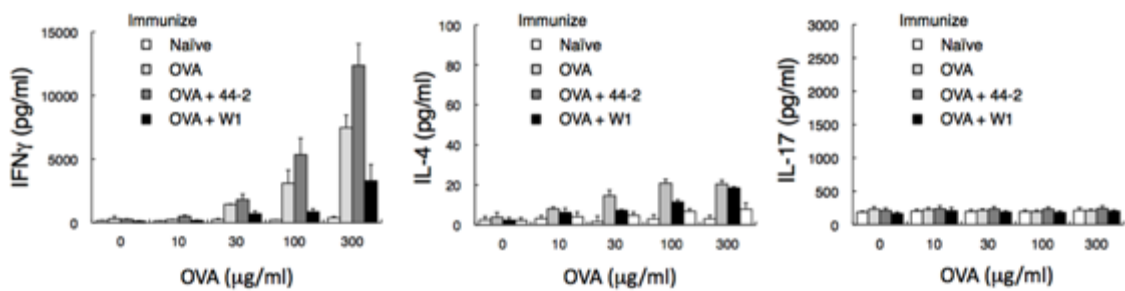 Immunize
Naïve
OVA
OVA + 44-2
OVA + W1
15000
10000
5000
0
IFNγ (pg/ml)
0 10 30 100 300
OVA (μg/ml)
Immunize
Naïve
OVA
OVA + 44-2
OVA + W1
100
80
60
40
20
0
IL-4 (pg/ml)
0 10 30 100 300
OVA (μg/ml)
Immunize
Naïve
OVA
OVA + 44-2
OVA + W1
3000
2500
2000
1500
1000
500
0
IL-17 (pg/ml)
0 10 30 100 300
OVA (μg/ml)